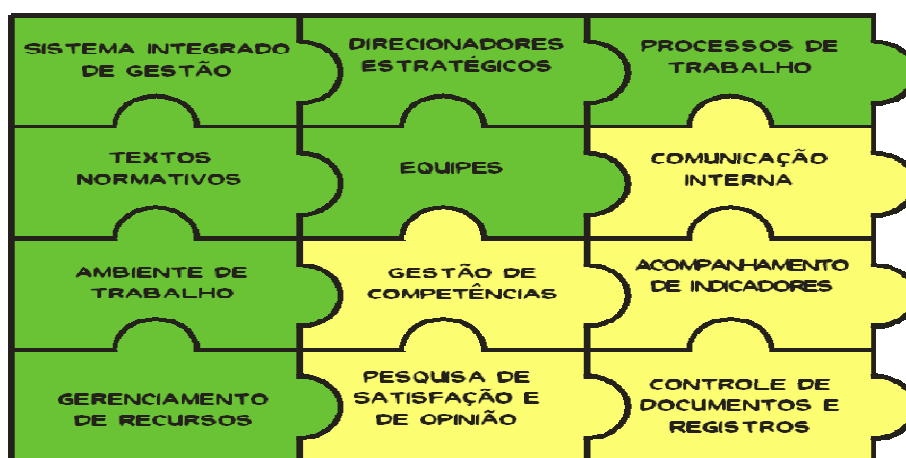 SISTEMA INTEGRADO
DE GESTÃO
DIRECIONADORES
ESTRATÉGICOS
PROCESSOS DE
TRABALHO
TEXTOS
NORMATIVOS
EQUIPES
COMUNICAÇÃO
INTERNA
AMBIENTE DE
TRABALHO
GESTÃO DE
COMPETÊNCIAS
ACOMPANHAMENTO
DE INDICADORES
GERENCIAMENTO
DE RECURSOS
PESQUISA DE
SATISFAÇÃO E
DE OPINIÃO
CONTROLE DE
DOCUMENTOS E
REGISTROS